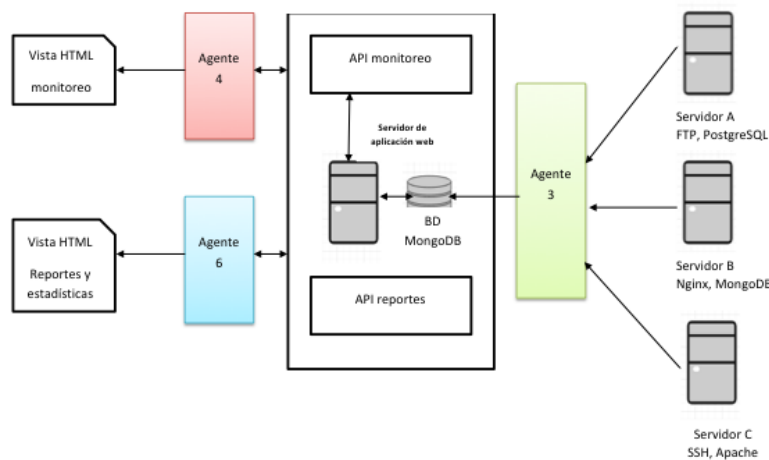 Vista HTML
monitoreo
Agente
4
API monitoreo
Servidor de
aplicación web
BD
MongoDB
API reportes
Vista HTML
Reportes y
estadísticas
Agente
6
Agente
3
Servidor A
FTP, PostgreSQL
Servidor B
Nginx, MongoDB
Servidor C
SSH, Apache